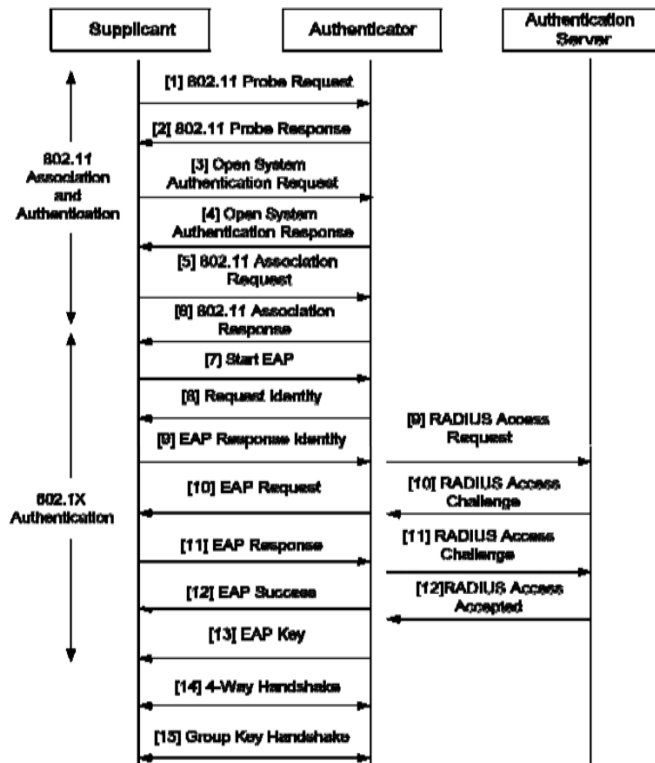 Supplicant
Authenticator
Authentication
Server
[1] 802.11 Probe Request
[2] 802.11 Probe Response
802.11
Association
and
Authentication
[3] Open System
Authentication Request
[4] Open System
Authentication Response
[5] 802.11 Association
Request
[6] 802.11 Association
Response
[7] Start EAP
[8] Request Identity
[9] EAP Response Identity
[9] RADIUS Access
Request
802.1X
Authentication
[10] EAP Request
[10[ RADIUS Access
Challenge
[11] EAP Response
[11] RADIUS Access
Challenge
[12] EAP Success
[12]RADIUS Access
Accepted
[13[ EAP Key
[14] 4-Way Handshake
[15] Group Key Handshake